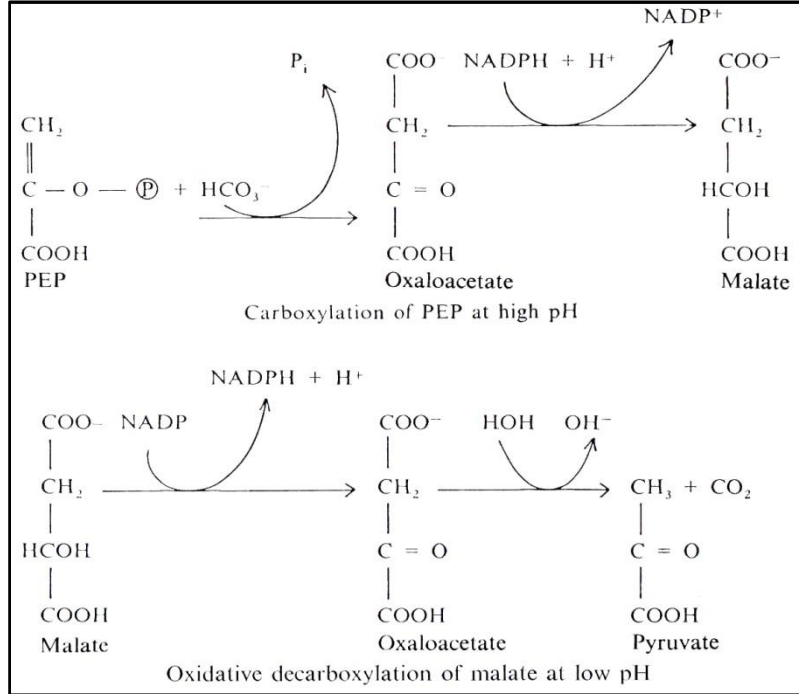 NADP+
Pi COO NADPH + H+ COO−
CH2 CH2 CH2
C — O — P + HCO3− C = O HCOH
COOH COOH COOH
PEP Oxaloacetate Malate
Carboxylation of PEP at high pH
NADPH + H+
COO– NADP COO− HOH OH−
CH2 CH2 CH3 + CO2
HCOH C = O C = O
COOH COOH COOH
Malate Oxaloacetate Pyruvate
Oxidative decarboxylation of malate at low pH